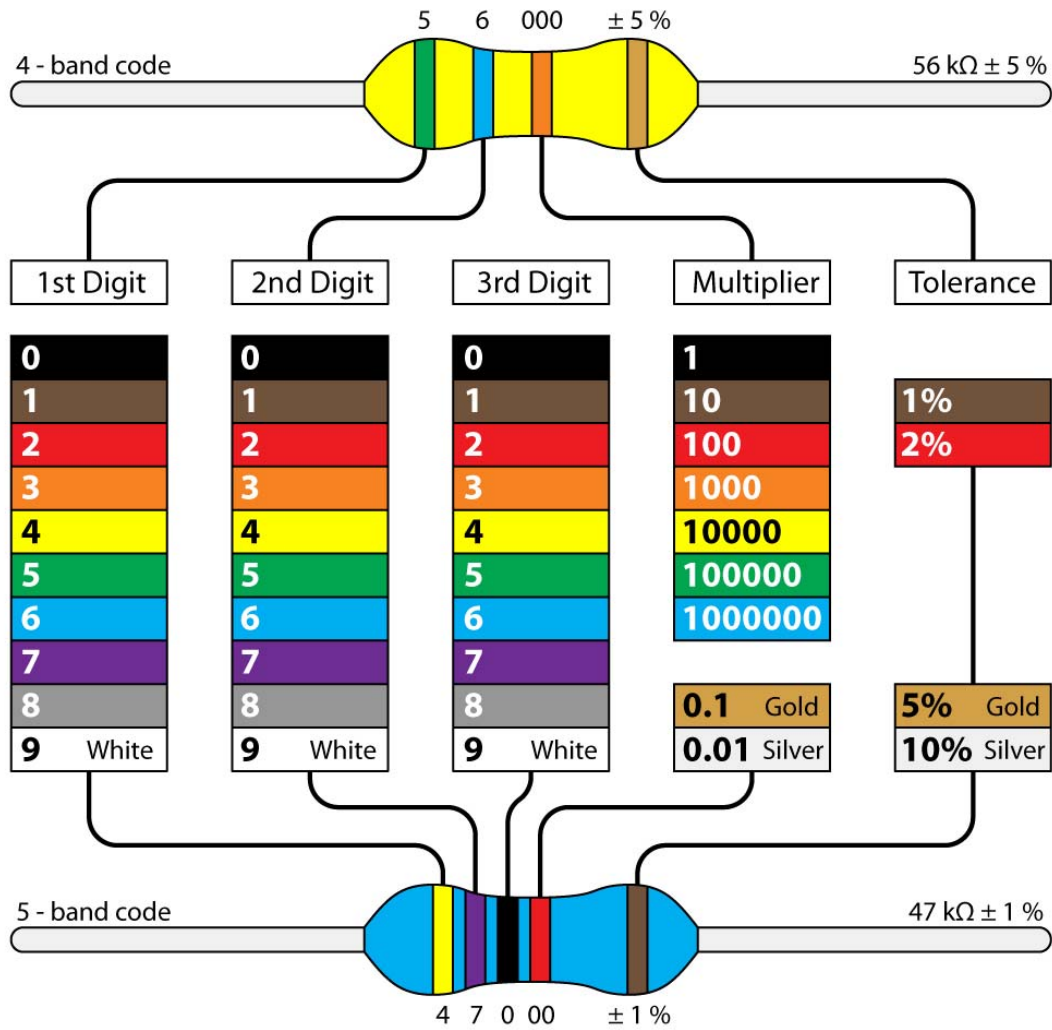 5 6 000 ± 5 %
4 - band code 56 kΩ ± 5 %
1st Digit 2nd Digit 3rd Digit Multiplier Tolerance
0 0 0 1
1 1 1 10 1%
2 2 2 100 2%
3 3 3 1000
4 4 4 10000
5 5 5 100000
6 6 6 1000000
7 7 7
8 8 8 0.1 Gold 5% Gold
9 White 9 White 9 White 0.01 Silver 10% Silver
5 - band code 47 kΩ ± 1 %
4 7 0 00 ± 1 %